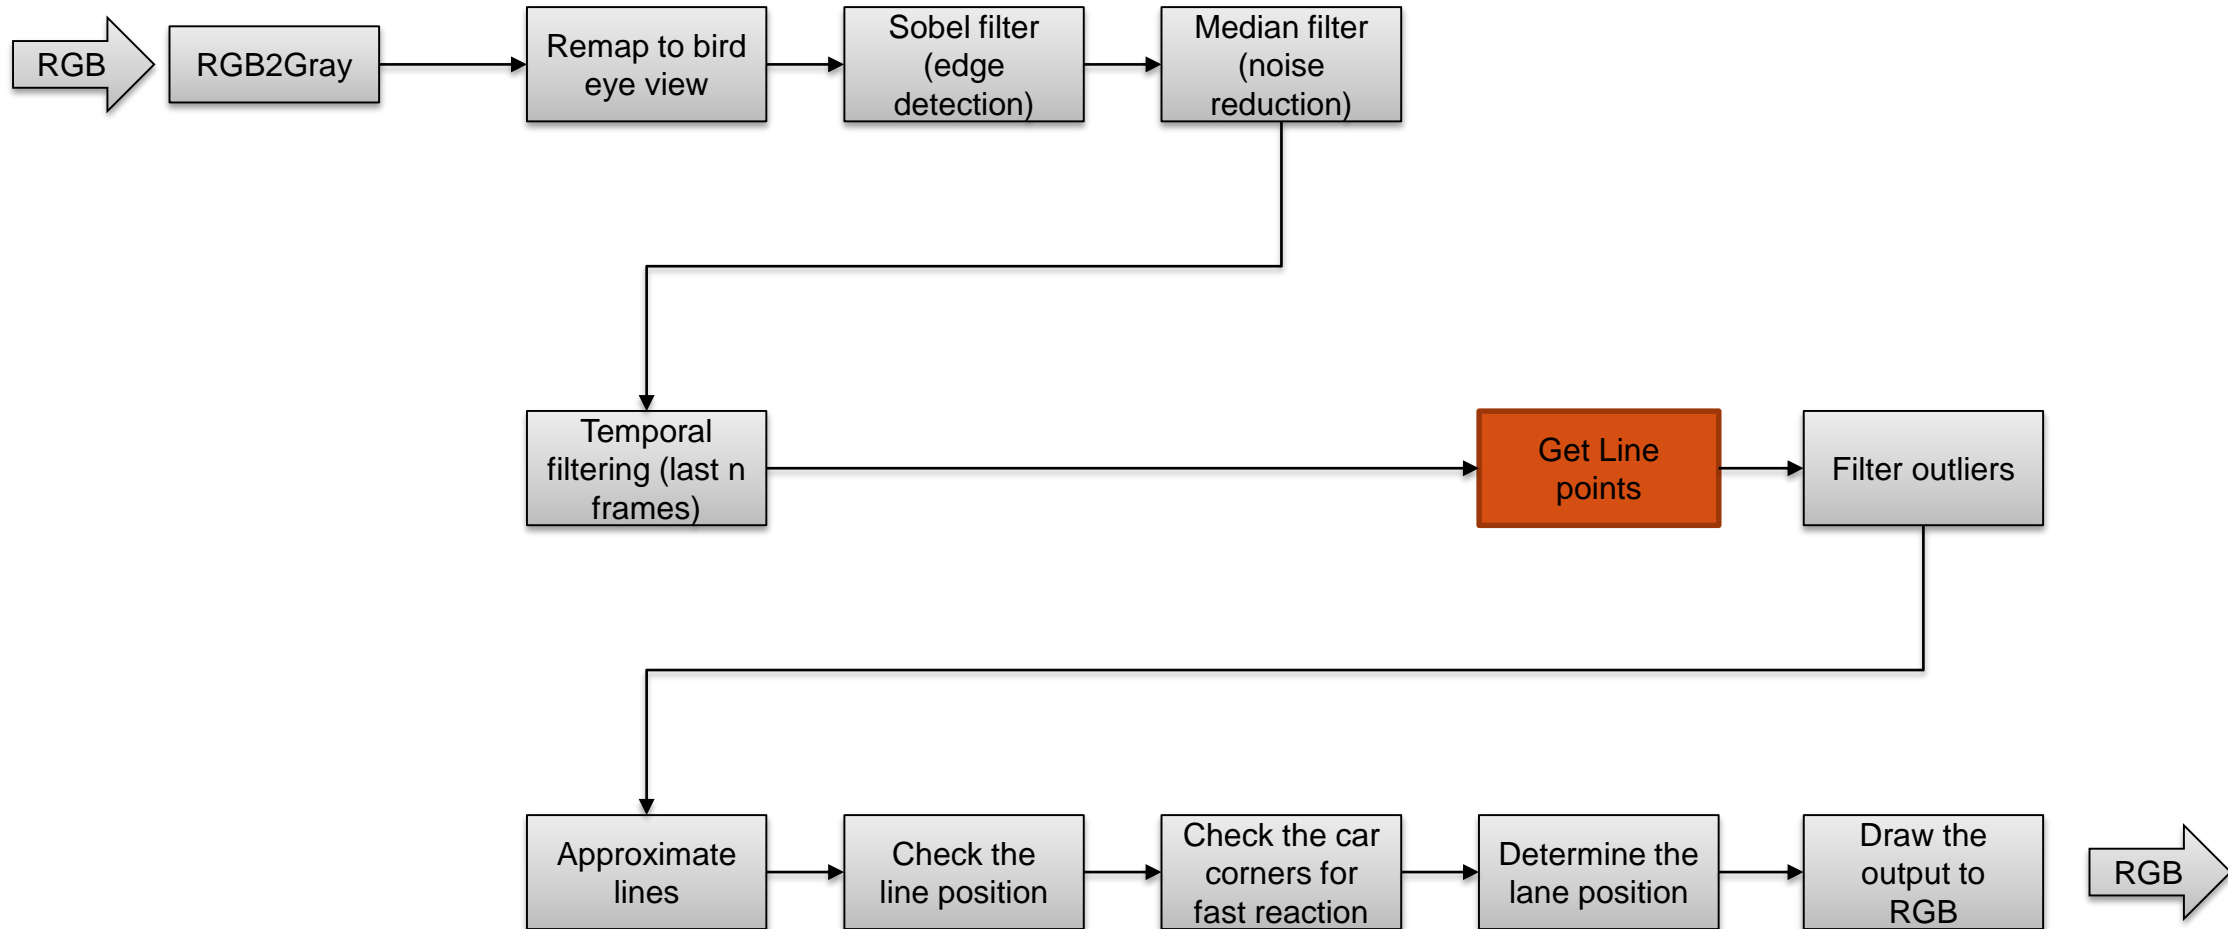 RGB
RGB2Gray
Remap to bird
eye view
Sobel filter
(edge
detection)
Median filter
(noise
reduction)
Temporal
filtering (last n
frames)
Get Line
points
Filter outliers
Approximate
lines
Check the
line position
Check the car
corners for
fast reaction
Determine the
lane position
Draw the
output to
RGB
RGB